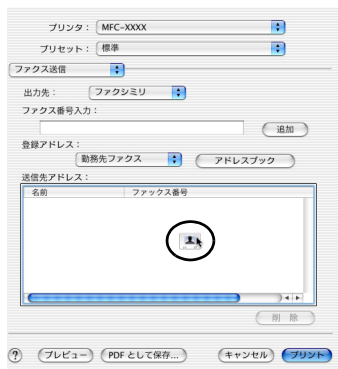 プリンタ： MFC-XXXX
プリセット： 標準
ファクス送信
出力先： ファクシミリ
ファクス番号入力：
追加
登録アドレス：
勤務先ファクス アドレスブック
送信先アドレス：
名前 ファックス番号
削 除
? プレビュー PDF として保存... キャンセル プリント